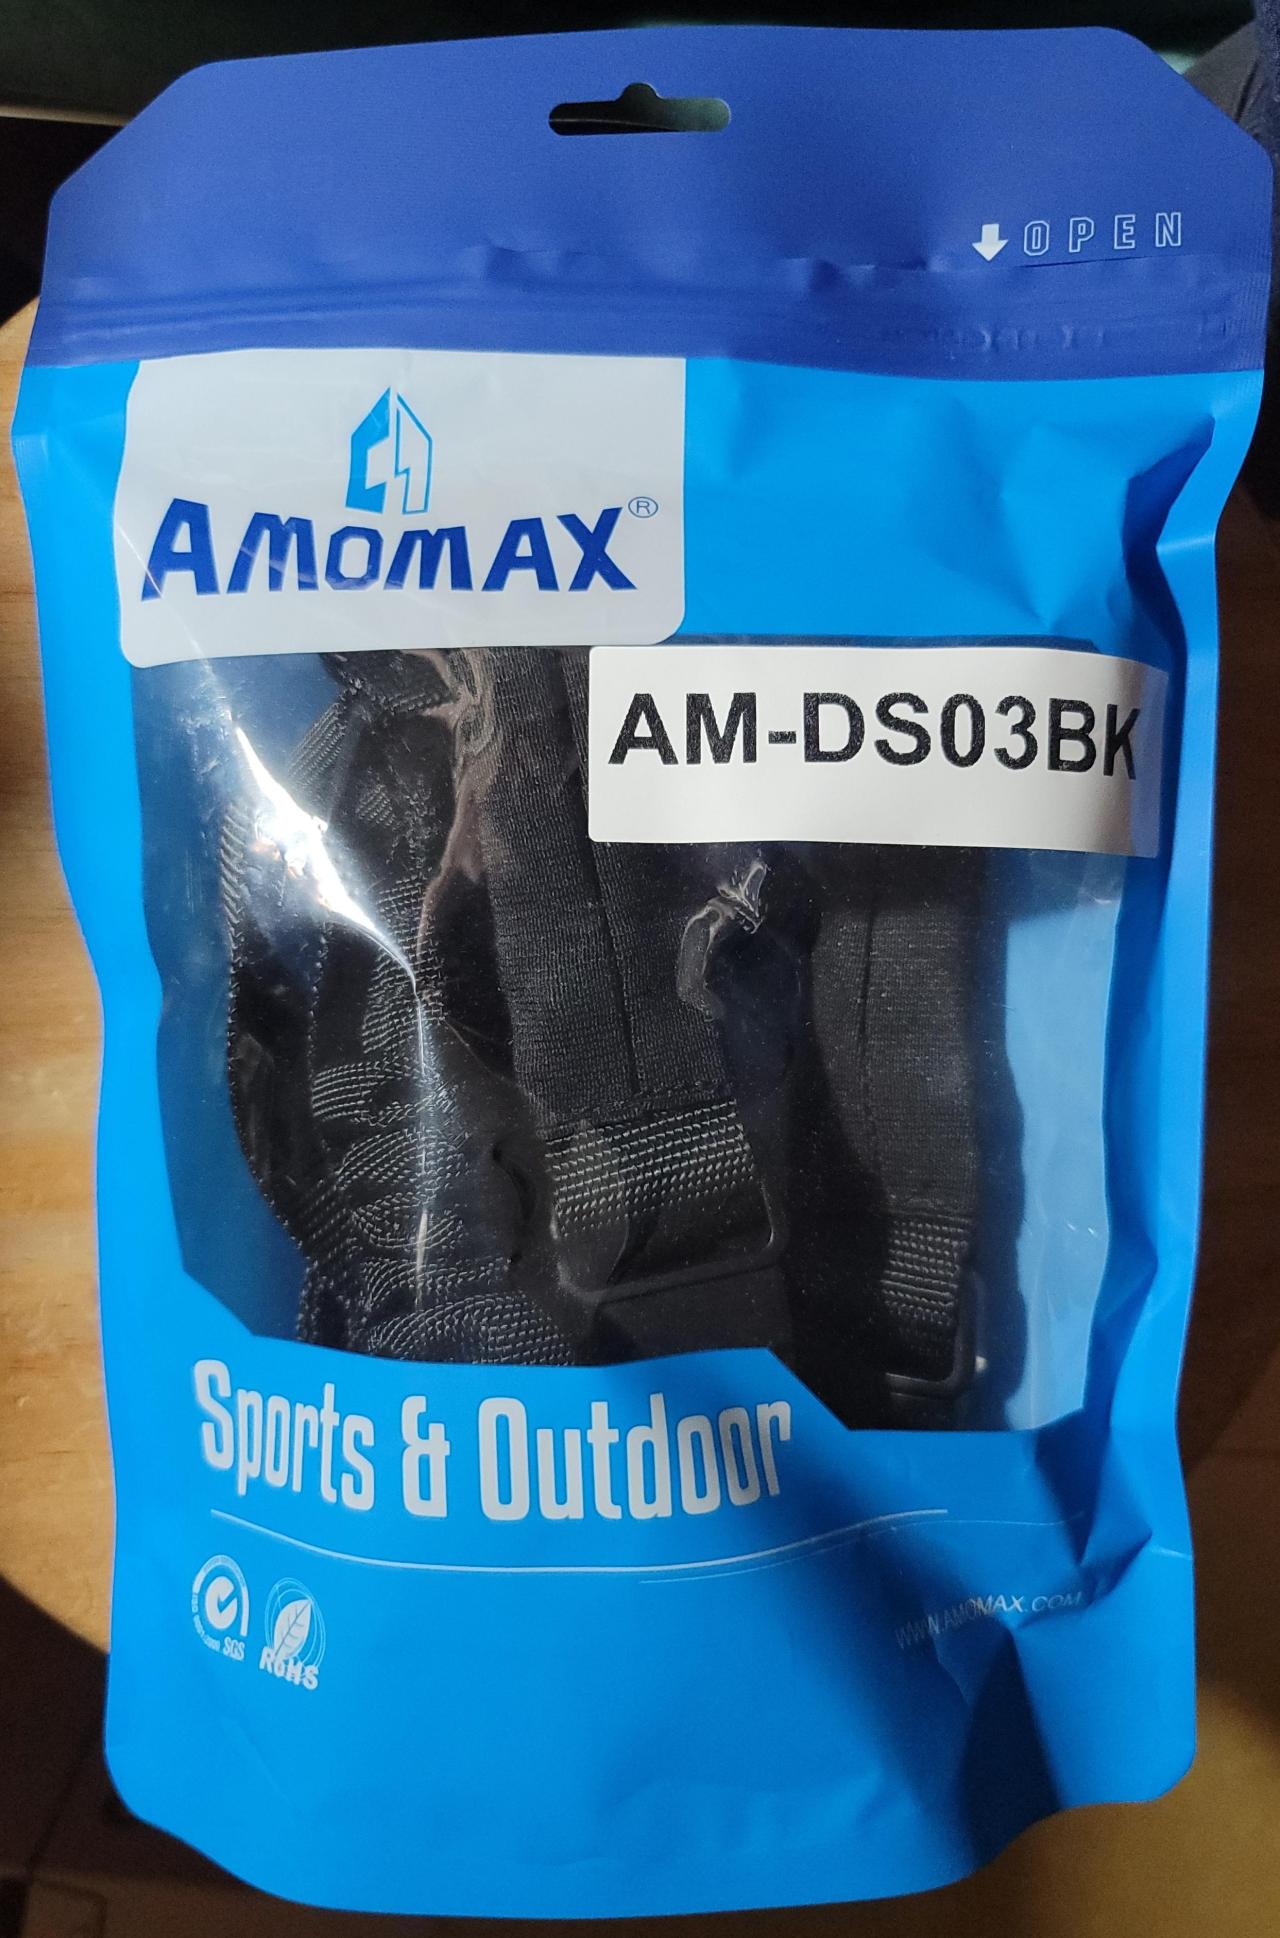 OPEN
AMOMAX®
AM-DS03BK
Sports & Outdoor
SGS
RoHS
WWW.AMOMAX.COM